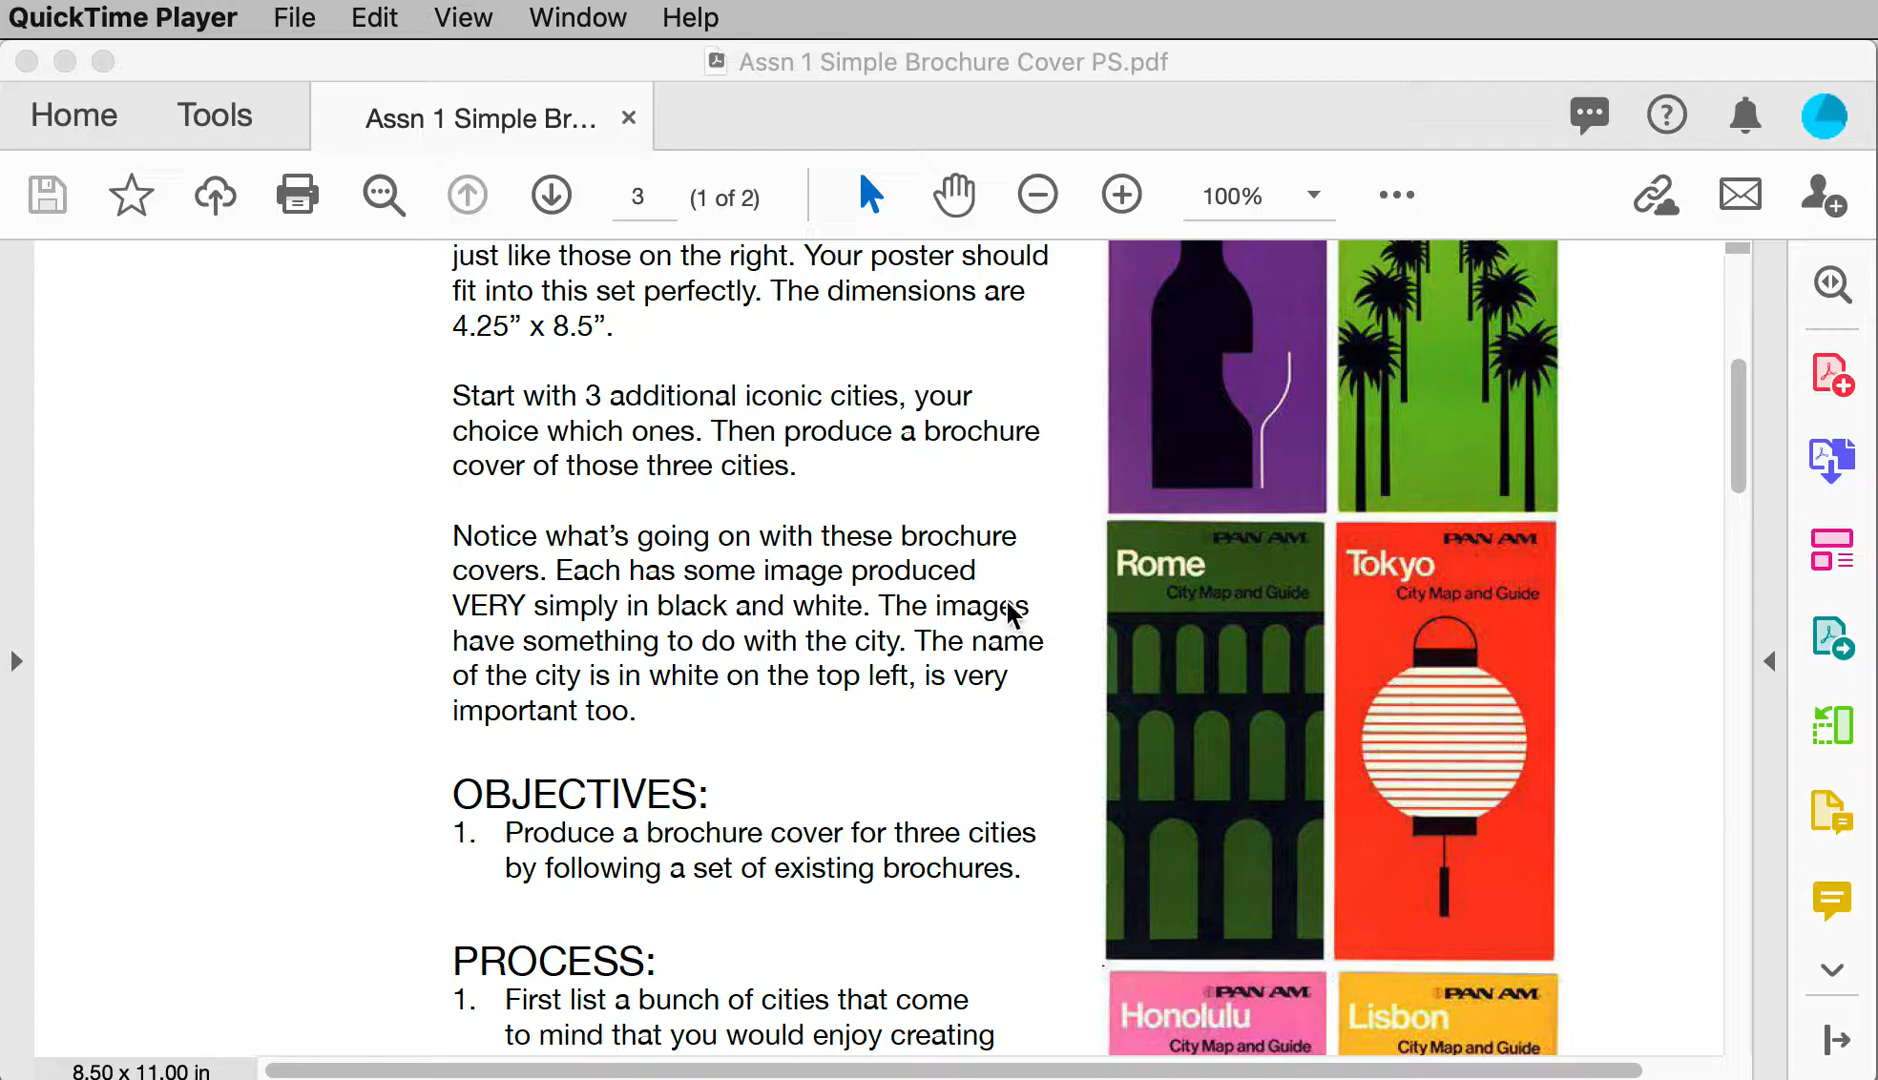 QuickTime Player File Edit View Window Help
Assn 1 Simple Brochure Cover PS.pdf
Home Tools Assn 1 Simple Br... ×
3 (1 of 2) 100%
just like those on the right. Your poster should
fit into this set perfectly. The dimensions are
4.25” x 8.5”.
Start with 3 additional iconic cities, your
choice which ones. Then produce a brochure
cover of those three cities.
Notice what’s going on with these brochure
covers. Each has some image produced
VERY simply in black and white. The images
have something to do with the city. The name
of the city is in white on the top left, is very
important too.
OBJECTIVES:
1. Produce a brochure cover for three cities
by following a set of existing brochures.
PROCESS:
1. First list a bunch of cities that come
to mind that you would enjoy creating
PAN AM
Rome
City Map and Guide
PAN AM
Tokyo
City Map and Guide
PAN AM
Honolulu
City Map and Guide
PAN AM
Lisbon
City Map and Guide
8.50 x 11.00 in